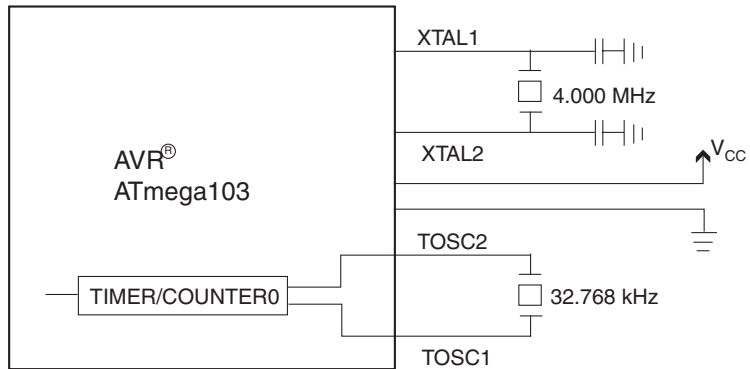 XTAL1
4.000 MHz
XTAL2
AVR®
ATmega103
VCC
TOSC2
TIMER/COUNTER0
32.768 kHz
TOSC1